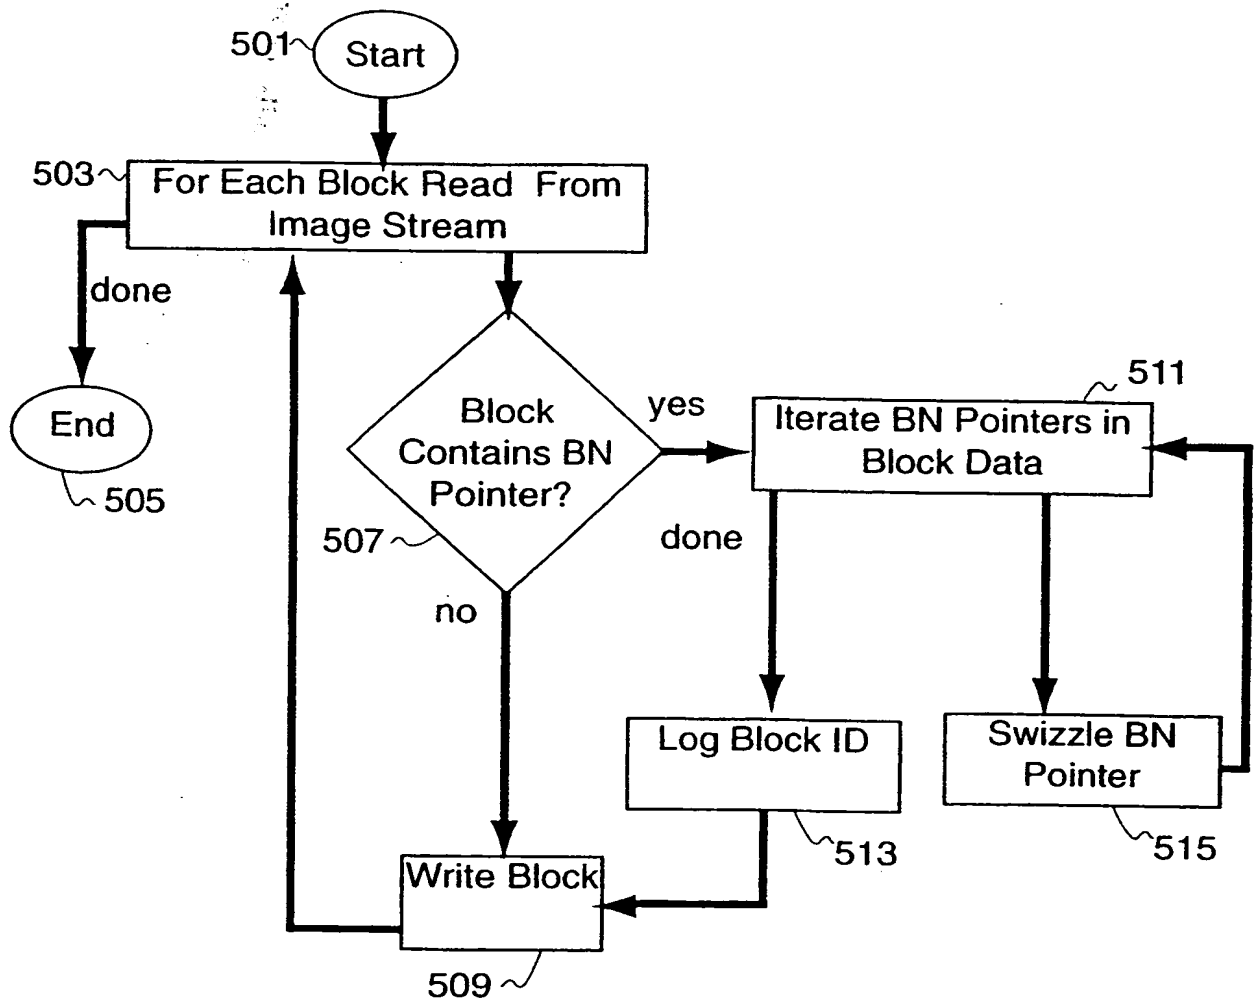 501
Start
503
For Each Block Read From
Image Stream
done
End
505
Block
Contains BN
Pointer?
507
yes
no
511
Iterate BN Pointers in
Block Data
done
Log Block ID
513
Swizzle BN
Pointer
515
Write Block
509